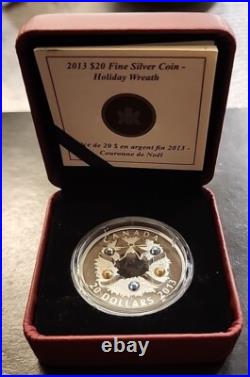 2013 $20 Fine Silver Coin -
Holiday Wreath
ce de 20 $ en argent fin 2013 -
Couronne de Noël
CANADA
20 DOLLARS 2013